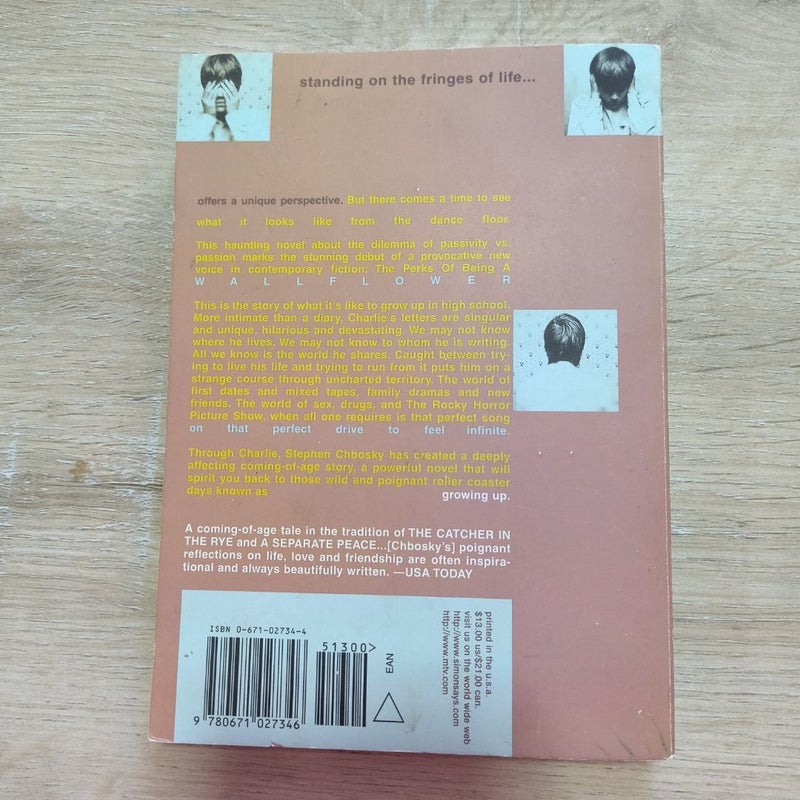 standing on the fringes of life...
offers a unique perspective. But there comes a time to see
what it looks like from the dance floor.
This haunting novel about the dilemma of passivity vs.
passion marks the stunning debut of a provocative new
voice in contemporary fiction: The Perks Of Being A
WALLFLOWER
This is the story of what it's like to grow up in high school.
More intimate than a diary, Charlie's letters are singular
and unique, hilarious and devastating. We may not know
where he lives. We may not know to whom he is writing.
All we know is the world he shares. Caught between try-
ing to live his life and trying to run from it puts him on a
strange course through uncharted territory. The world of
first dates and mixed tapes, family dramas and new
friends. The world of sex, drugs, and The Rocky Horror
Picture Show, when all one requires is that perfect song
on that perfect drive to feel infinite.
Through Charlie, Stephen Chbosky has created a deeply
affecting coming-of-age story, a powerful novel that will
spirit you back to those wild and poignant roller coaster
days known as growing up.
A coming-of-age tale in the tradition of THE CATCHER IN
THE RYE and A SEPARATE PEACE...[Chbosky's] poignant
reflections on life, love and friendship are often inspira-
tional and always beautifully written. —USA TODAY
ISBN 0-671-02734-4
51300>
EAN
9 780671 027346
printed in the u.s.a.
$13.00 us/$21.00 can.
visit us on the world wide web
http://www.simonsays.com
http://www.mtv.com